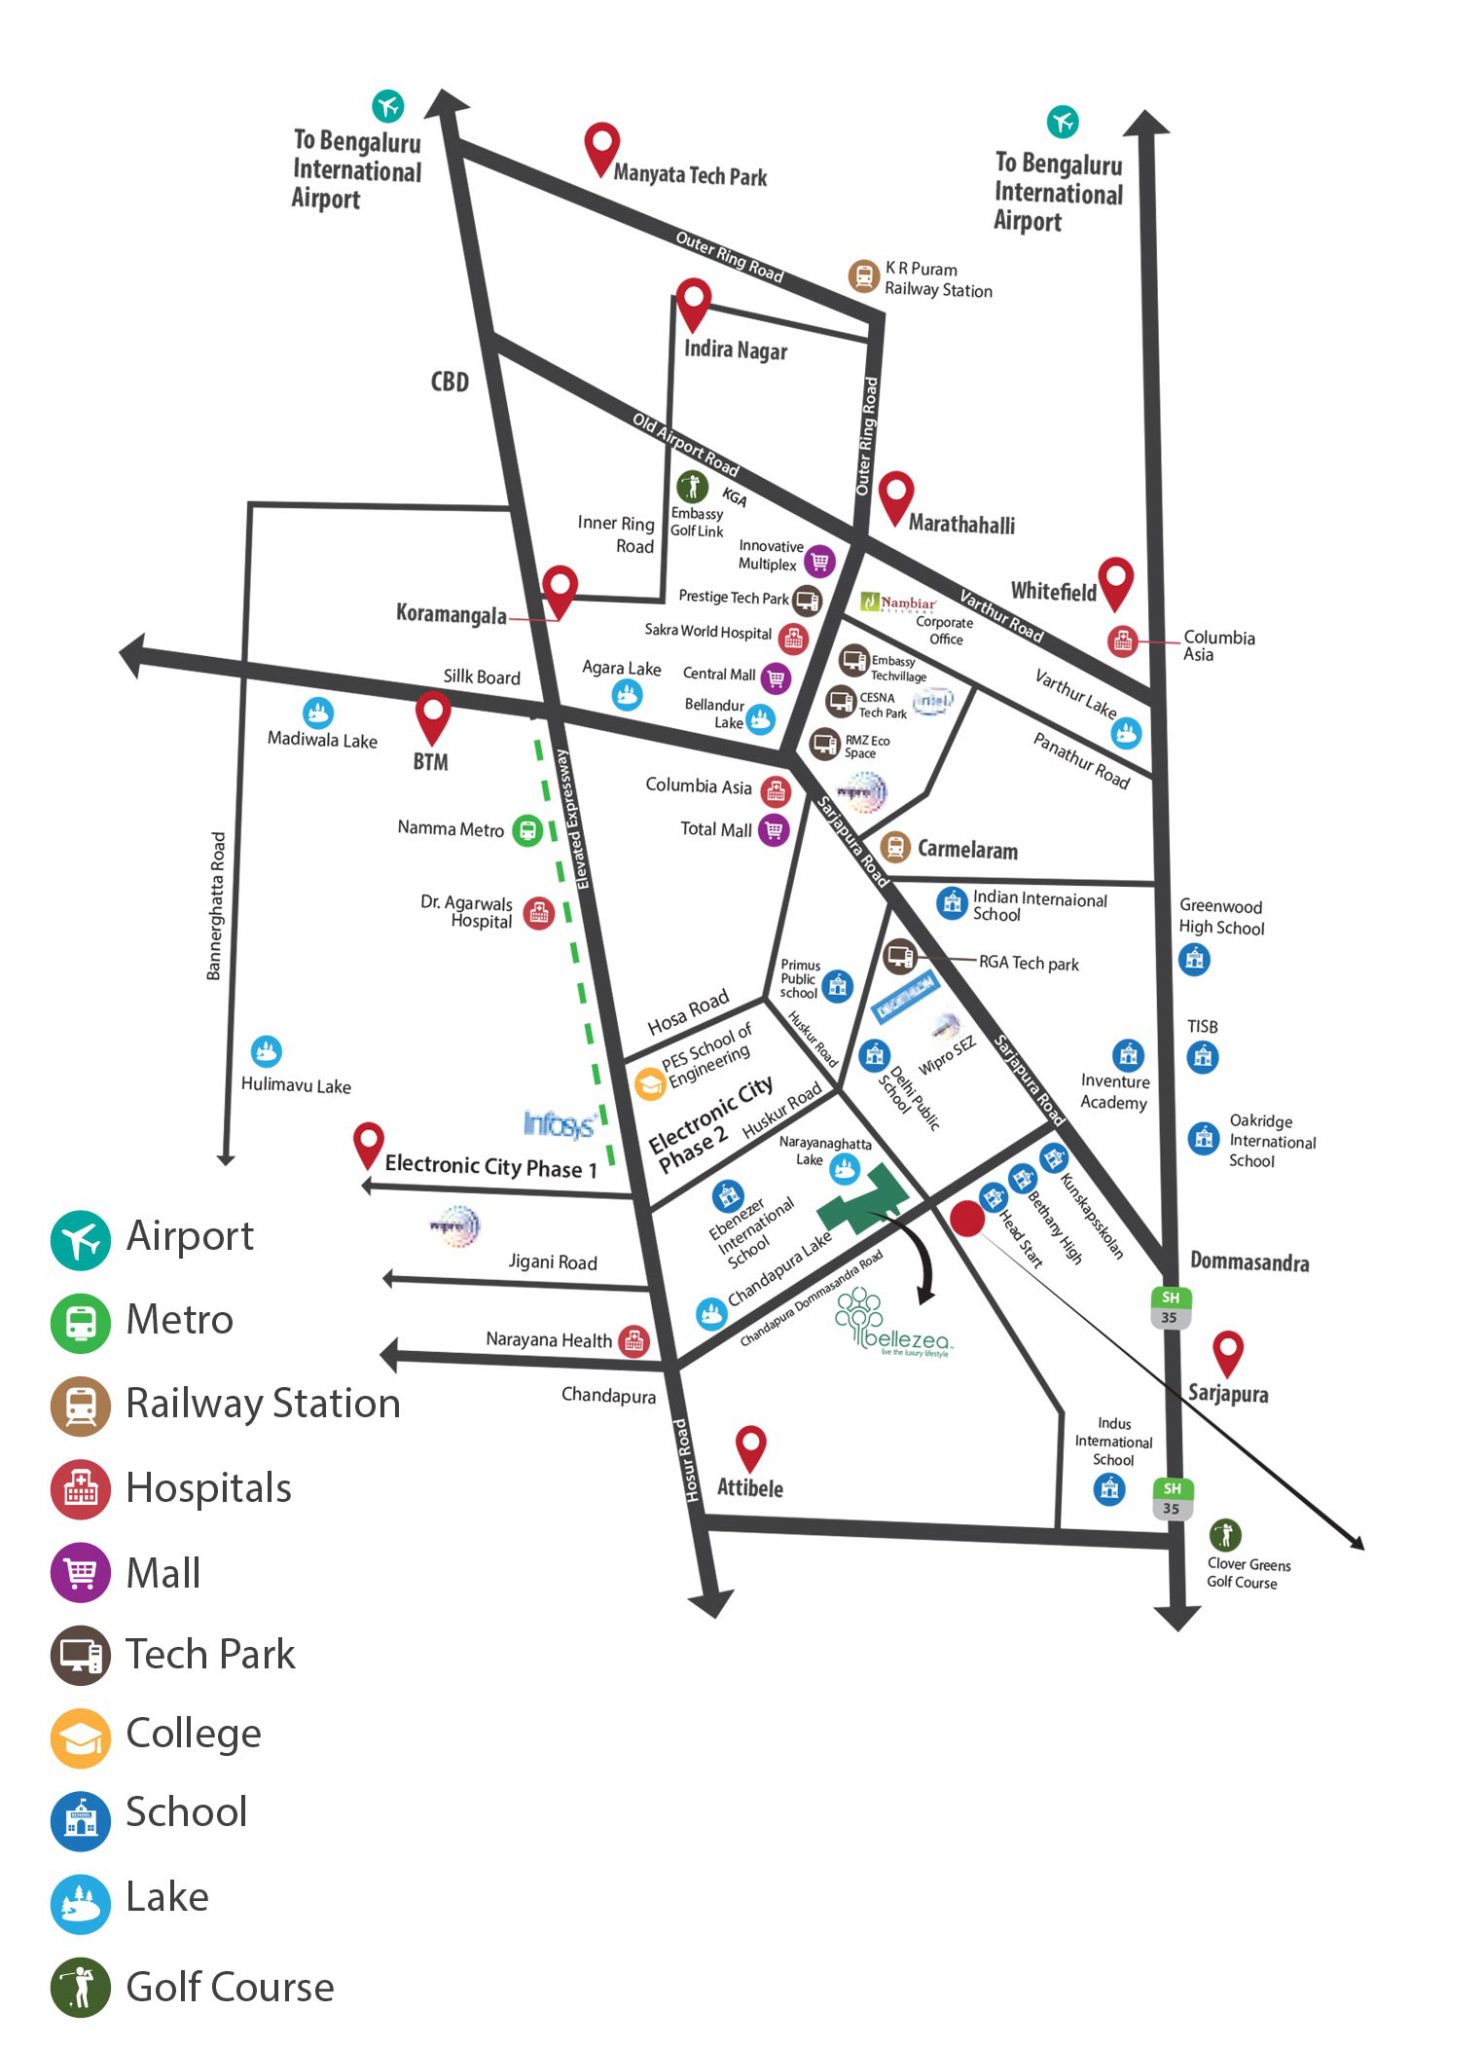 To Bengaluru
International
Airport
Manyata Tech Park
To Bengaluru
International
Airport
Outer Ring Road
K R Puram
Railway Station
Indira Nagar
CBD
Outer Ring Road
Old Airport Road
KGA
Embassy
Golf Link
Marathahalli
Inner Ring
Road
Innovative
Multiplex
Prestige Tech Park
Nambiar
BUILDERS
Corporate
Office
Varthur Road
Whitefield
Koramangala
Sakra World Hospital
Columbia
Asia
Agara Lake
Central Mall
Embassy
Techvillage
Sillk Board
Bellandur
Lake
CESNA
Tech Park
intel
Varthur Lake
Madiwala Lake
BTM
RMZ Eco
Space
Panathur Road
Elevated Expressway
Columbia Asia
wipro
Total Mall
Sarjapura Road
Namma Metro
Carmelaram
Bannerghatta Road
Dr. Agarwals
Hospital
Indian Internaional
School
Greenwood
High School
RGA Tech park
Primus
Public
school
DECATHLON
Hosa Road
Huskur Road
Wipro SEZ
Sarjapura Road
TISB
PES School of
Engineering
Hulimavu Lake
Delhi Public
School
Inventure
Academy
Infosys
Electronic City
Phase 2
Huskur Road
Oakridge
International
School
Narayanaghatta
Lake
Electronic City Phase 1
Kunskapsskolan
Bethany High
Head Start
Ebenezer
International
School
wipro
Jigani Road
Chandapura Lake
Dommasandra
Chandapura Dommasandra Road
SH
35
bellezea
live the luxury lifestyle
Narayana Health
Chandapura
Sarjapura
Hosur Road
Attibele
Indus
International
School
SH
35
Clover Greens
Golf Course
Airport
Metro
Railway Station
Hospitals
Mall
Tech Park
College
School
Lake
Golf Course